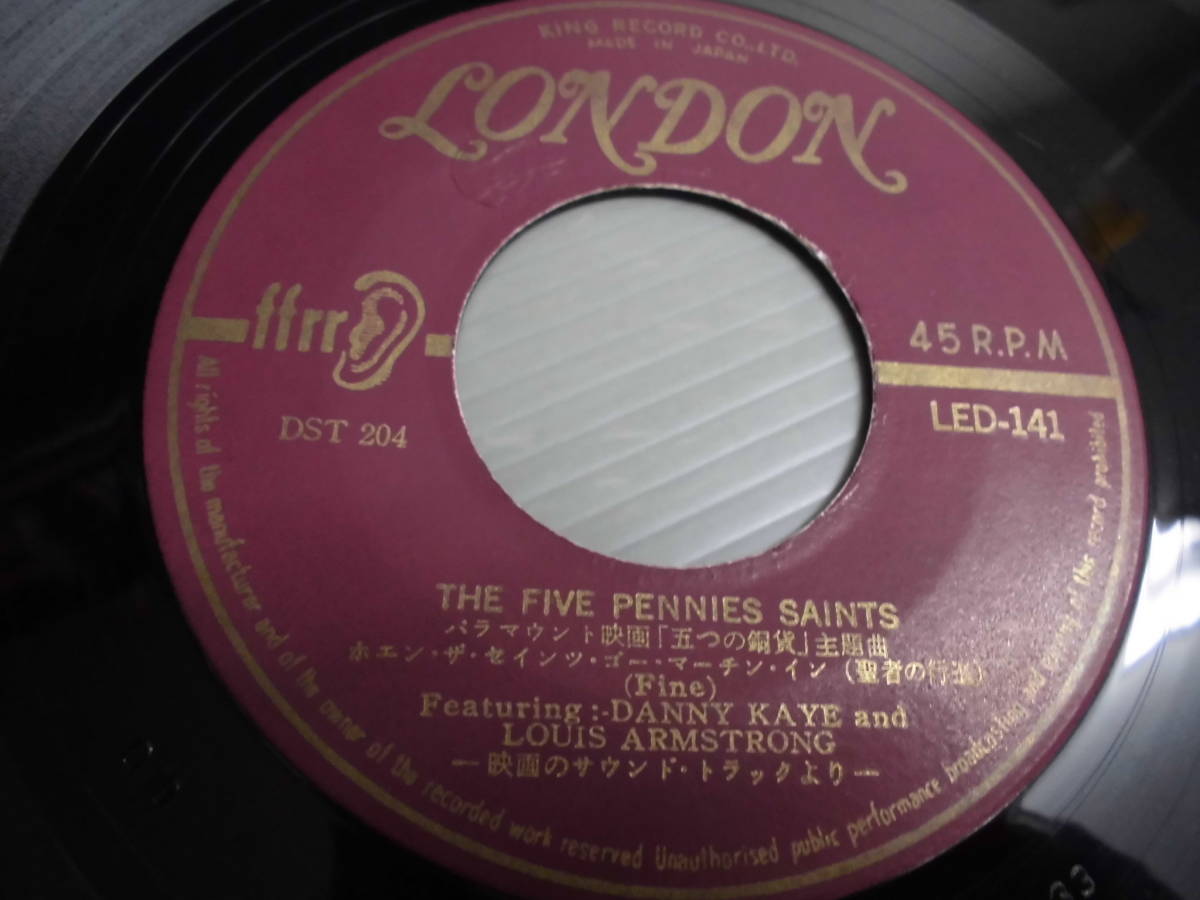 KING RECORD CO., LTD.
MADE IN JAPAN
LONDON
ffrr
45 R.P.M
DST 204
LED-141
THE FIVE PENNIES SAINTS
パラマウント映画「五つの銅貨」主題曲
ホエン・ザ・セインツ・ゴー・マーチン・イン (聖者の行進)
(Fine)
Featuring:-DANNY KAYE and
LOUIS ARMSTRONG
—映画のサウンド・トラックより—
All rights of the manufacturer and of the owner of the recorded work reserved Unauthorised public performance broadcasting and copying of this record prohibited